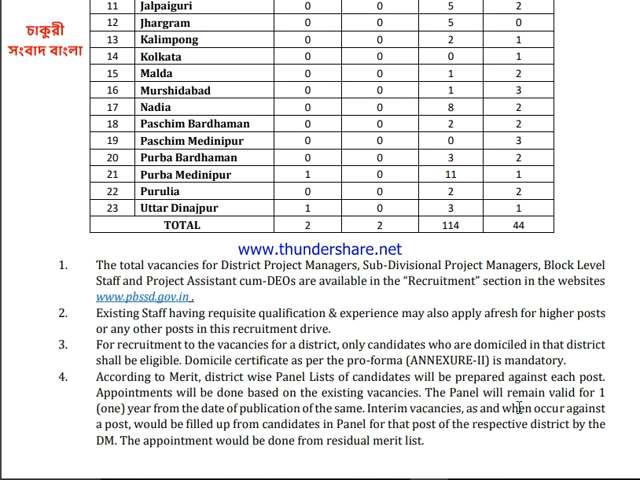 চাকুরী
সংবাদ বাংলা
11 Jalpaiguri 0 0 5 2
12 Jhargram 0 0 5 0
13 Kalimpong 0 0 2 1
14 Kolkata 0 0 0 1
15 Malda 0 0 1 2
16 Murshidabad 0 0 1 3
17 Nadia 0 0 8 2
18 Paschim Bardhaman 0 0 2 2
19 Paschim Medinipur 0 0 0 3
20 Purba Bardhaman 0 0 3 2
21 Purba Medinipur 1 0 11 1
22 Purulia 0 0 2 2
23 Uttar Dinajpur 1 0 3 1
TOTAL 2 2 114 44
www.thundershare.net
1. The total vacancies for District Project Managers, Sub-Divisional Project Managers, Block Level
Staff and Project Assistant cum-DEOs are available in the “Recruitment” section in the websites
www.pbssd.gov.in .
2. Existing Staff having requisite qualification & experience may also apply afresh for higher posts
or any other posts in this recruitment drive.
3. For recruitment to the vacancies for a district, only candidates who are domiciled in that district
shall be eligible. Domicile certificate as per the pro-forma (ANNEXURE-II) is mandatory.
4. According to Merit, district wise Panel Lists of candidates will be prepared against each post.
Appointments will be done based on the existing vacancies. The Panel will remain valid for 1
(one) year from the date of publication of the same. Interim vacancies, as and when occur against
a post, would be filled up from candidates in Panel for that post of the respective district by the
DM. The appointment would be done from residual merit list.